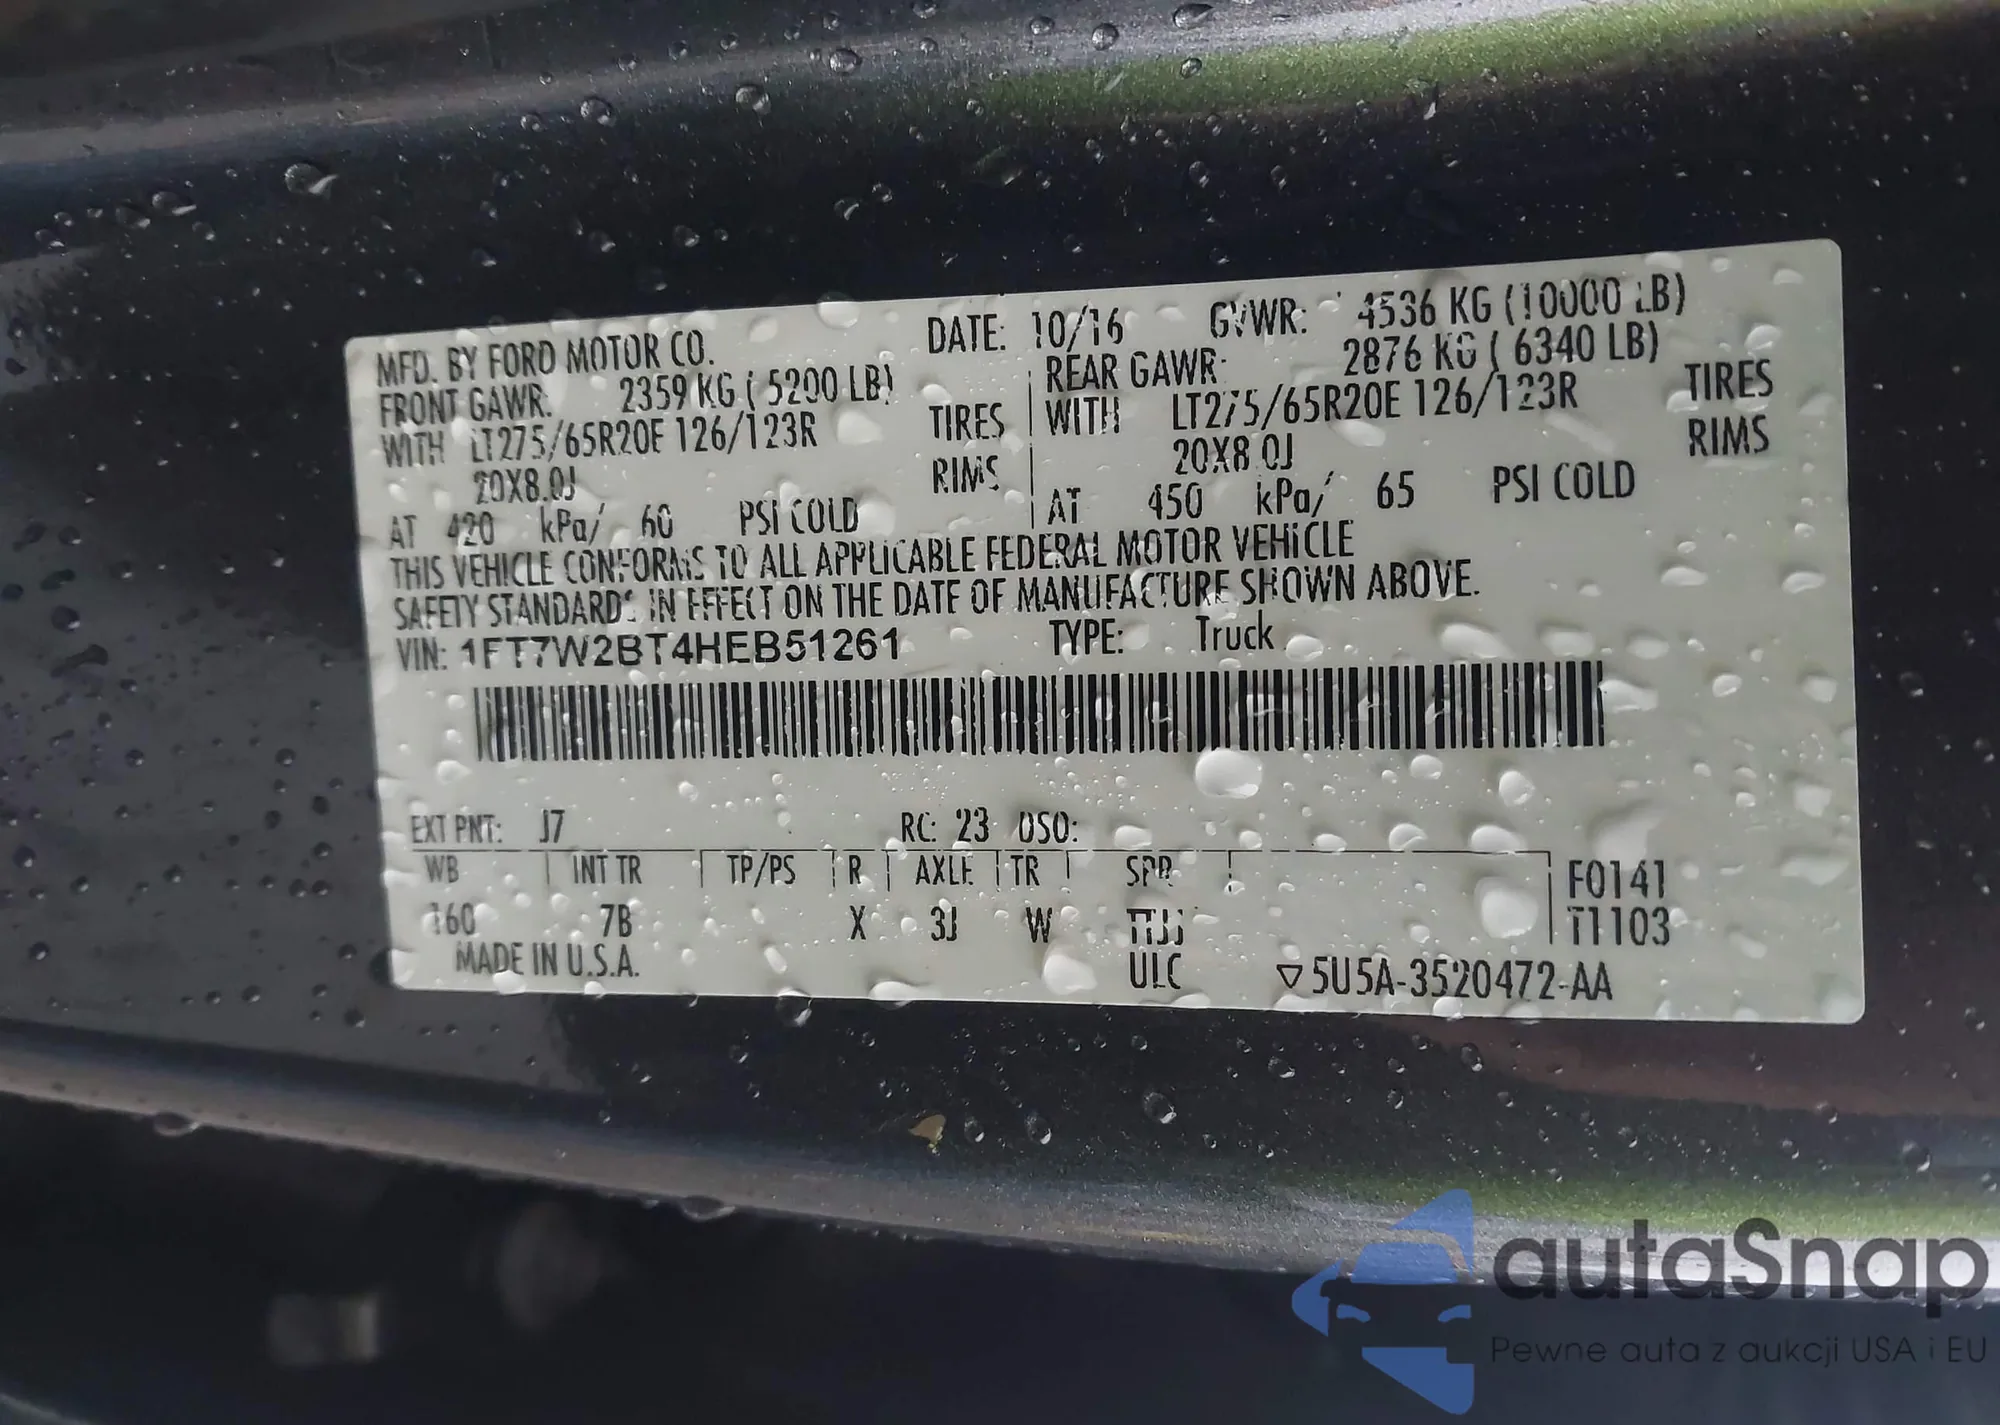 MFD. BY FORD MOTOR CO. DATE: 10/16 GVWR: 4536 KG (10000 LB)
FRONT GAWR: 2359 KG ( 5200 LB) REAR GAWR: 2876 KG ( 6340 LB)
WITH LT275/65R20E 126/123R TIRES WITH LT275/65R20E 126/123R TIRES
20X8.0J RIMS 20X8.0J RIMS
AT 420 kPa/ 60 PSI COLD AT 450 kPa/ 65 PSI COLD
THIS VEHICLE CONFORMS TO ALL APPLICABLE FEDERAL MOTOR VEHICLE
SAFETY STANDARDS IN EFFECT ON THE DATE OF MANUFACTURE SHOWN ABOVE.
VIN: 1FT7W2BT4HEB51261 TYPE: Truck
EXT PNT: J7 RC: 23 DSO:
WB INT TR TP/PS R AXLE TR SPR F0141
160 7B X 3J W TTJJ T1103
MADE IN U.S.A. ULC ▽5U5A-3520472-AA
autaSnap
Pewne auta z aukcji USA i EU